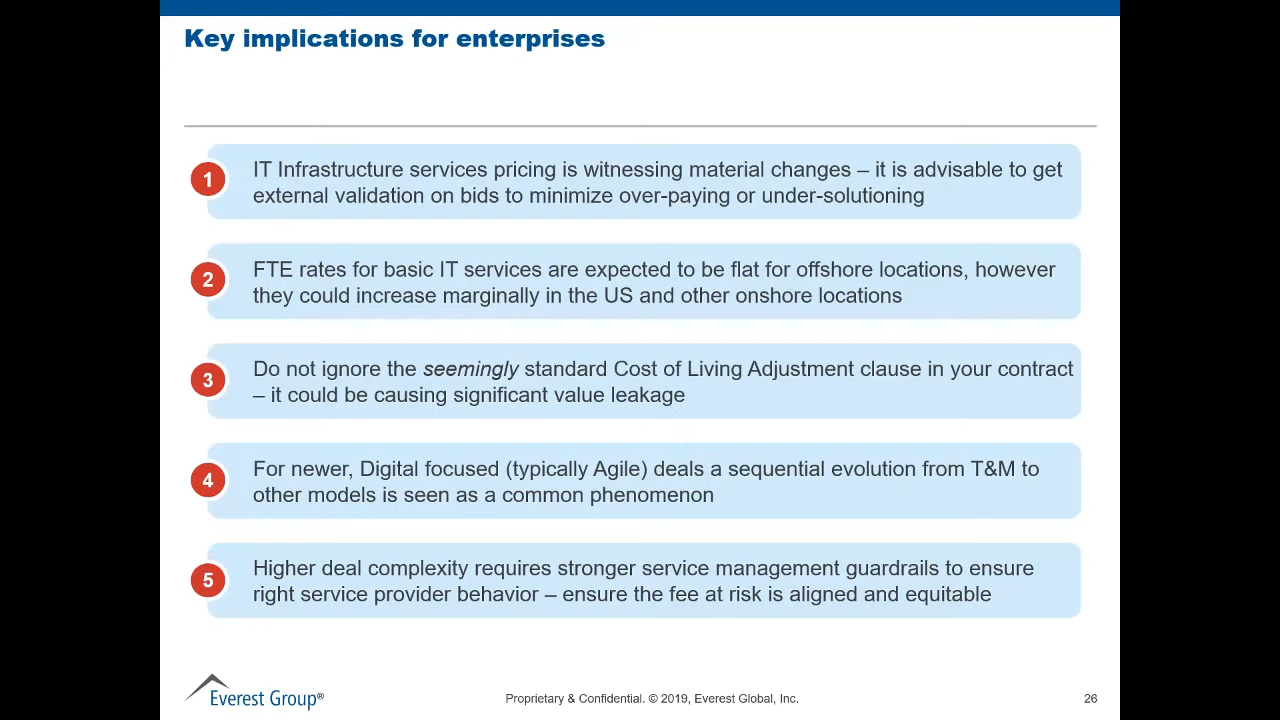 Key implications for enterprises
1
IT Infrastructure services pricing is witnessing material changes – it is advisable to get
external validation on bids to minimize over-paying or under-solutioning
2
FTE rates for basic IT services are expected to be flat for offshore locations, however
they could increase marginally in the US and other onshore locations
3
Do not ignore the seemingly standard Cost of Living Adjustment clause in your contract
– it could be causing significant value leakage
4
For newer, Digital focused (typically Agile) deals a sequential evolution from T&M to
other models is seen as a common phenomenon
5
Higher deal complexity requires stronger service management guardrails to ensure
right service provider behavior – ensure the fee at risk is aligned and equitable
Everest Group®
Proprietary & Confidential. © 2019, Everest Global, Inc.
26